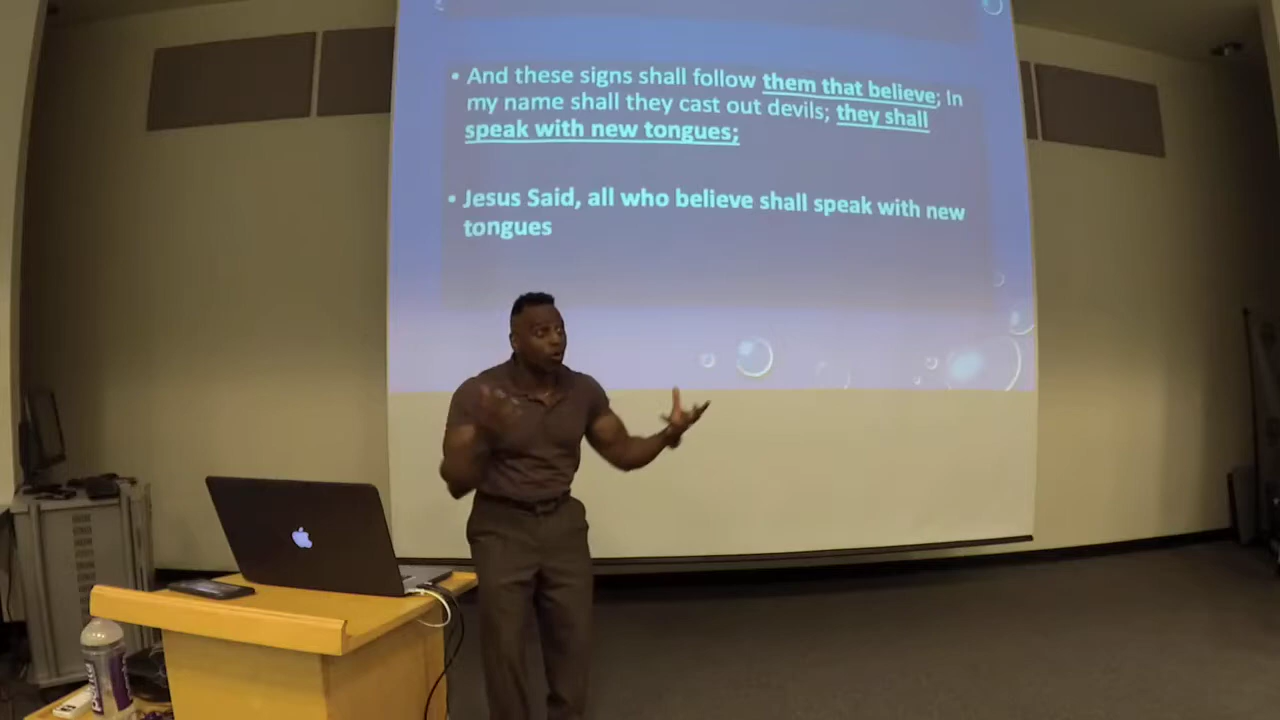 • And these signs shall follow them that believe; In
my name shall they cast out devils; they shall
speak with new tongues;
• Jesus Said, all who believe shall speak with new
tongues